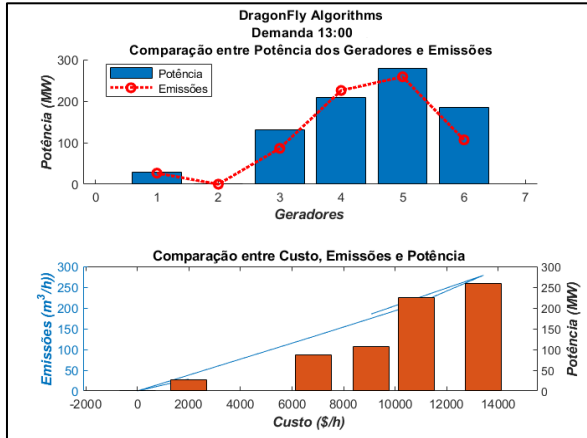 DragonFly Algorithms
Demanda 13:00
Comparação entre Potência dos Geradores e Emissões
Potência (MW)
300
200
100
0
Potência
Emissões
0 1 2 3 4 5 6 7
Geradores
Comparação entre Custo, Emissões e Potência
Emissões (m³/h))
300
250
200
150
100
50
0
300
250
200
150
100
50
0
Potência (MW)
-2000 0 2000 4000 6000 8000 10000 12000 14000
Custo ($/h)